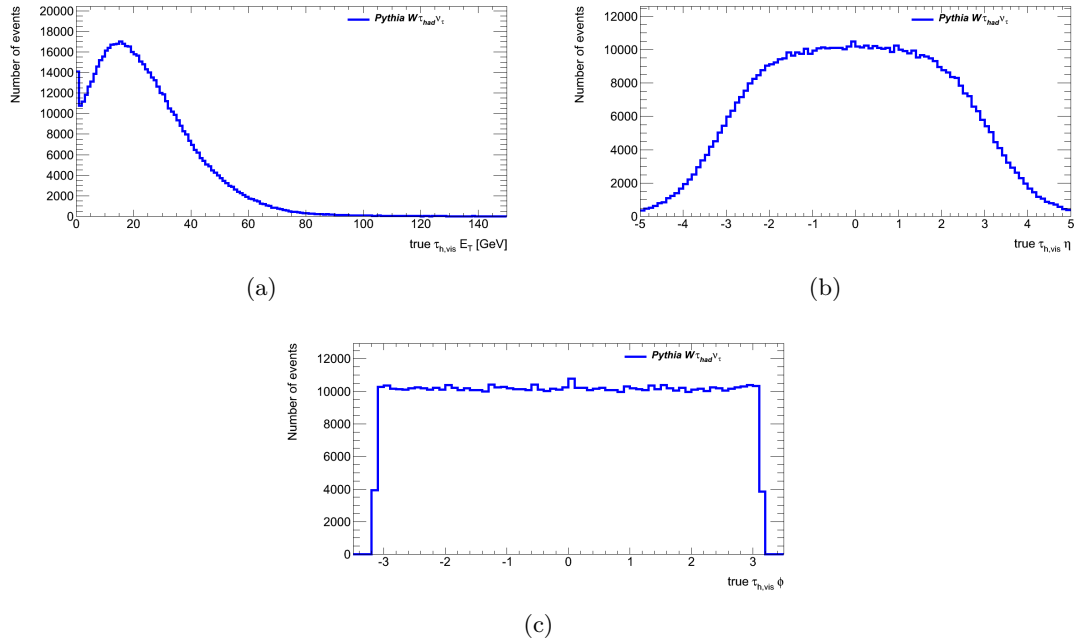 Number of events
20000
18000
16000
14000
12000
10000
8000
6000
4000
2000
0
Pythia Wτhadντ
0 20 40 60 80 100 120 140
true τh,vis ET [GeV]
(a)
Number of events
12000
10000
8000
6000
4000
2000
0
Pythia Wτhadντ
-5 -4 -3 -2 -1 0 1 2 3 4 5
true τh,vis η
(b)
Number of events
12000
10000
8000
6000
4000
2000
0
Pythia Wτhadντ
-3 -2 -1 0 1 2 3
true τh,vis ϕ
(c)